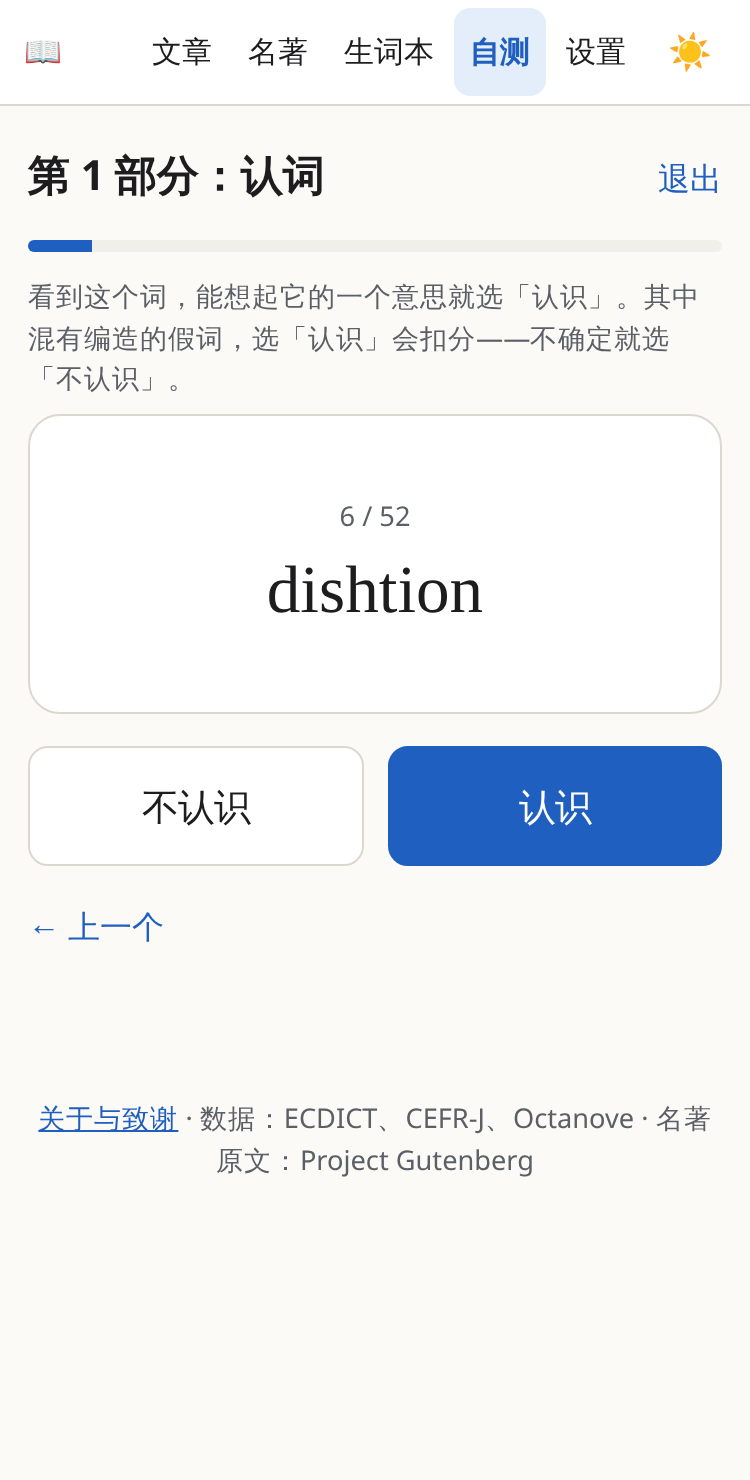 文章 名著 生词本 自测 设置
第 1 部分：认词 退出
看到这个词，能想起它的一个意思就选「认识」。其中
混有编造的假词，选「认识」会扣分——不确定就选
「不认识」。
6 / 52
dishtion
不认识 认识
← 上一个
关于与致谢 · 数据：ECDICT、CEFR-J、Octanove · 名著
原文：Project Gutenberg